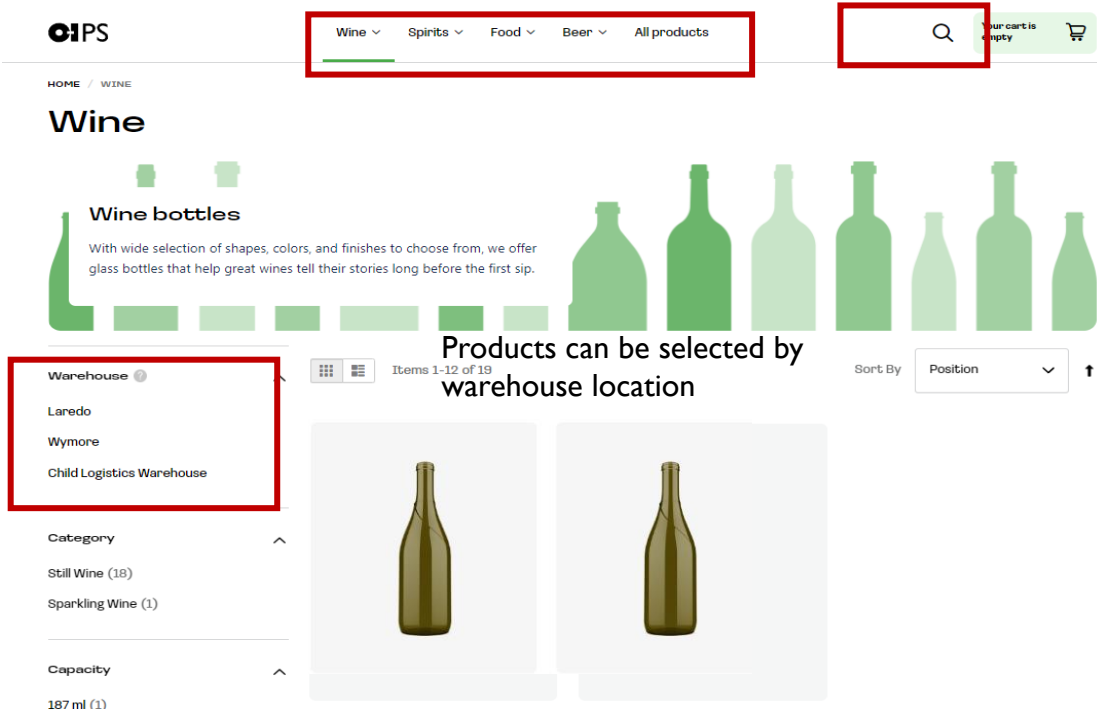 O-I PS
Wine Spirits Food Beer All products
Your cart is
empty
HOME / WINE
Wine
Wine bottles
With wide selection of shapes, colors, and finishes to choose from, we offer
glass bottles that help great wines tell their stories long before the first sip.
Products can be selected by
warehouse location
Warehouse ?
Items 1-12 of 19
Sort By Position
Laredo
Wymore
Child Logistics Warehouse
Category
Still Wine (18)
Sparkling Wine (1)
Capacity
187 ml (1)